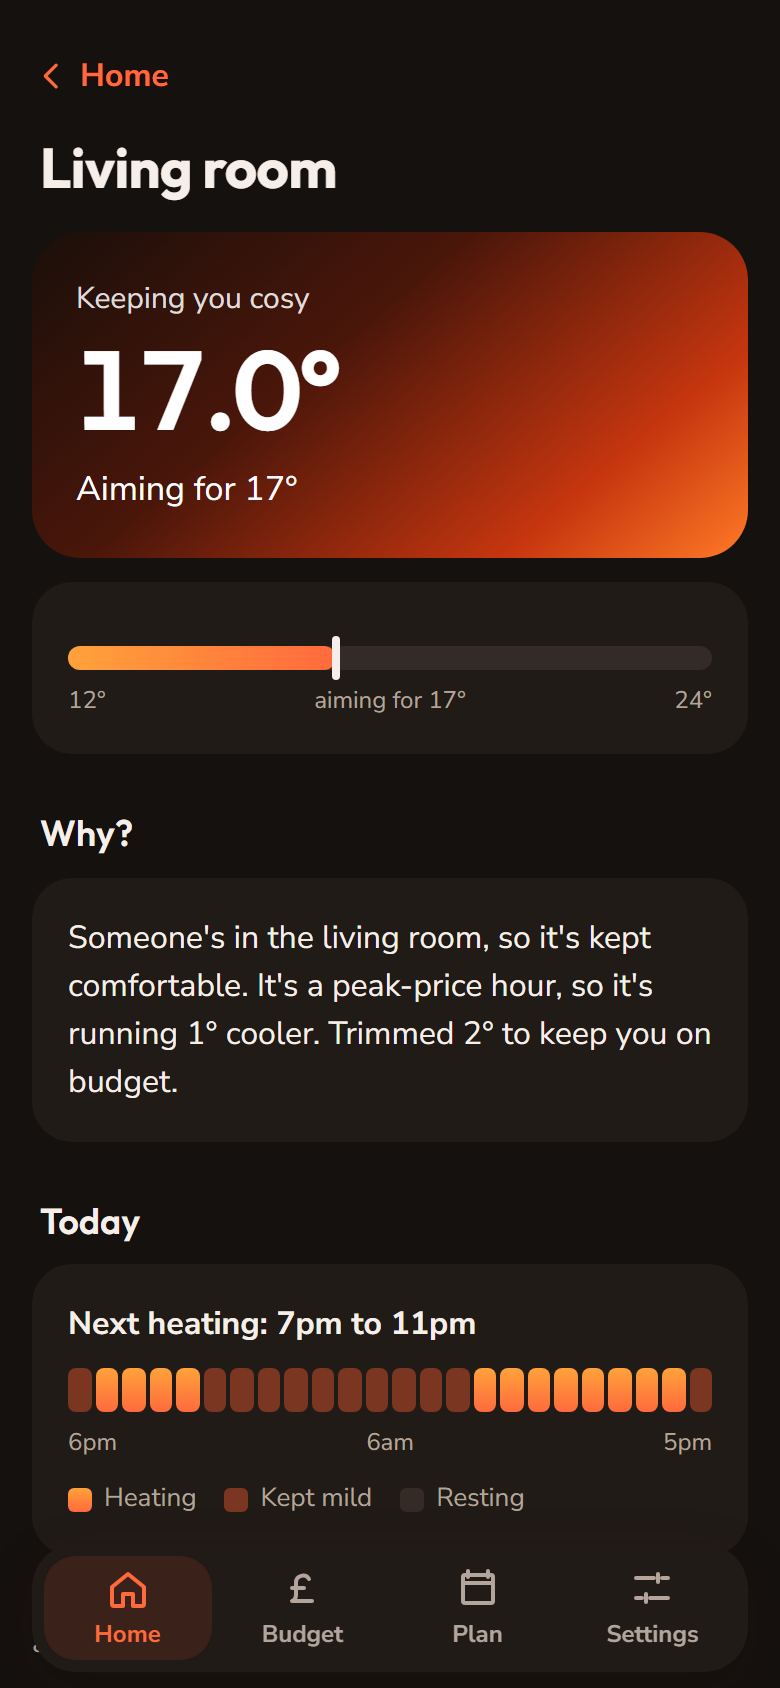 Home
Living room
Keeping you cosy
17.0°
Aiming for 17°
12° aiming for 17° 24°
Why?
Someone's in the living room, so it's kept
comfortable. It's a peak-price hour, so it's
running 1° cooler. Trimmed 2° to keep you on
budget.
Today
Next heating: 7pm to 11pm
6pm 6am 5pm
Heating Kept mild Resting
Home £ Budget Plan Settings